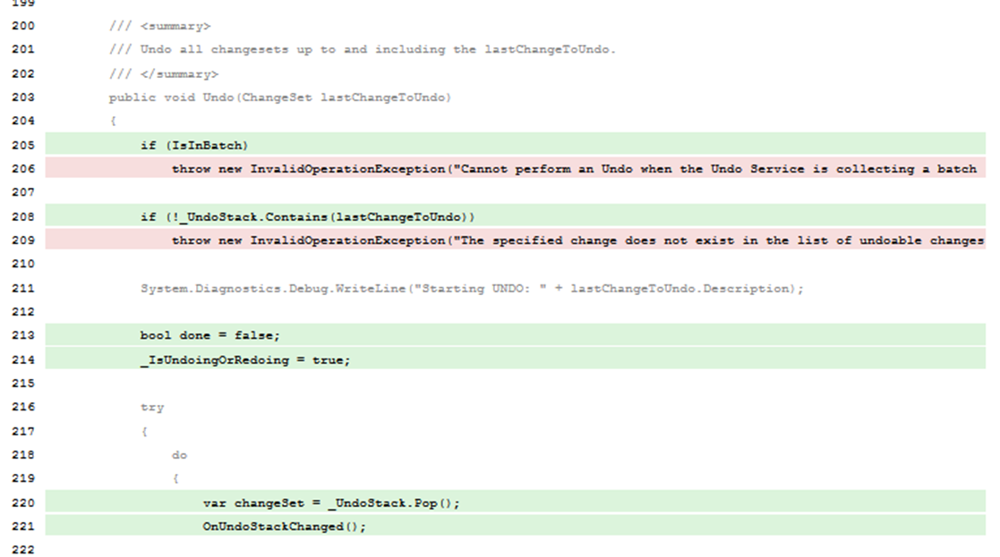 199
200 /// <summary>
201 /// Undo all changesets up to and including the lastChangeToUndo.
202 /// </summary>
203 public void Undo(ChangeSet lastChangeToUndo)
204 {
205 if (IsInBatch)
206 throw new InvalidOperationException("Cannot perform an Undo when the Undo Service is collecting a batch
207
208 if (!_UndoStack.Contains(lastChangeToUndo))
209 throw new InvalidOperationException("The specified change does not exist in the list of undoable changes
210
211 System.Diagnostics.Debug.WriteLine("Starting UNDO: " + lastChangeToUndo.Description);
212
213 bool done = false;
214 _IsUndoingOrRedoing = true;
215
216 try
217 {
218 do
219 {
220 var changeSet = _UndoStack.Pop();
221 OnUndoStackChanged();
222